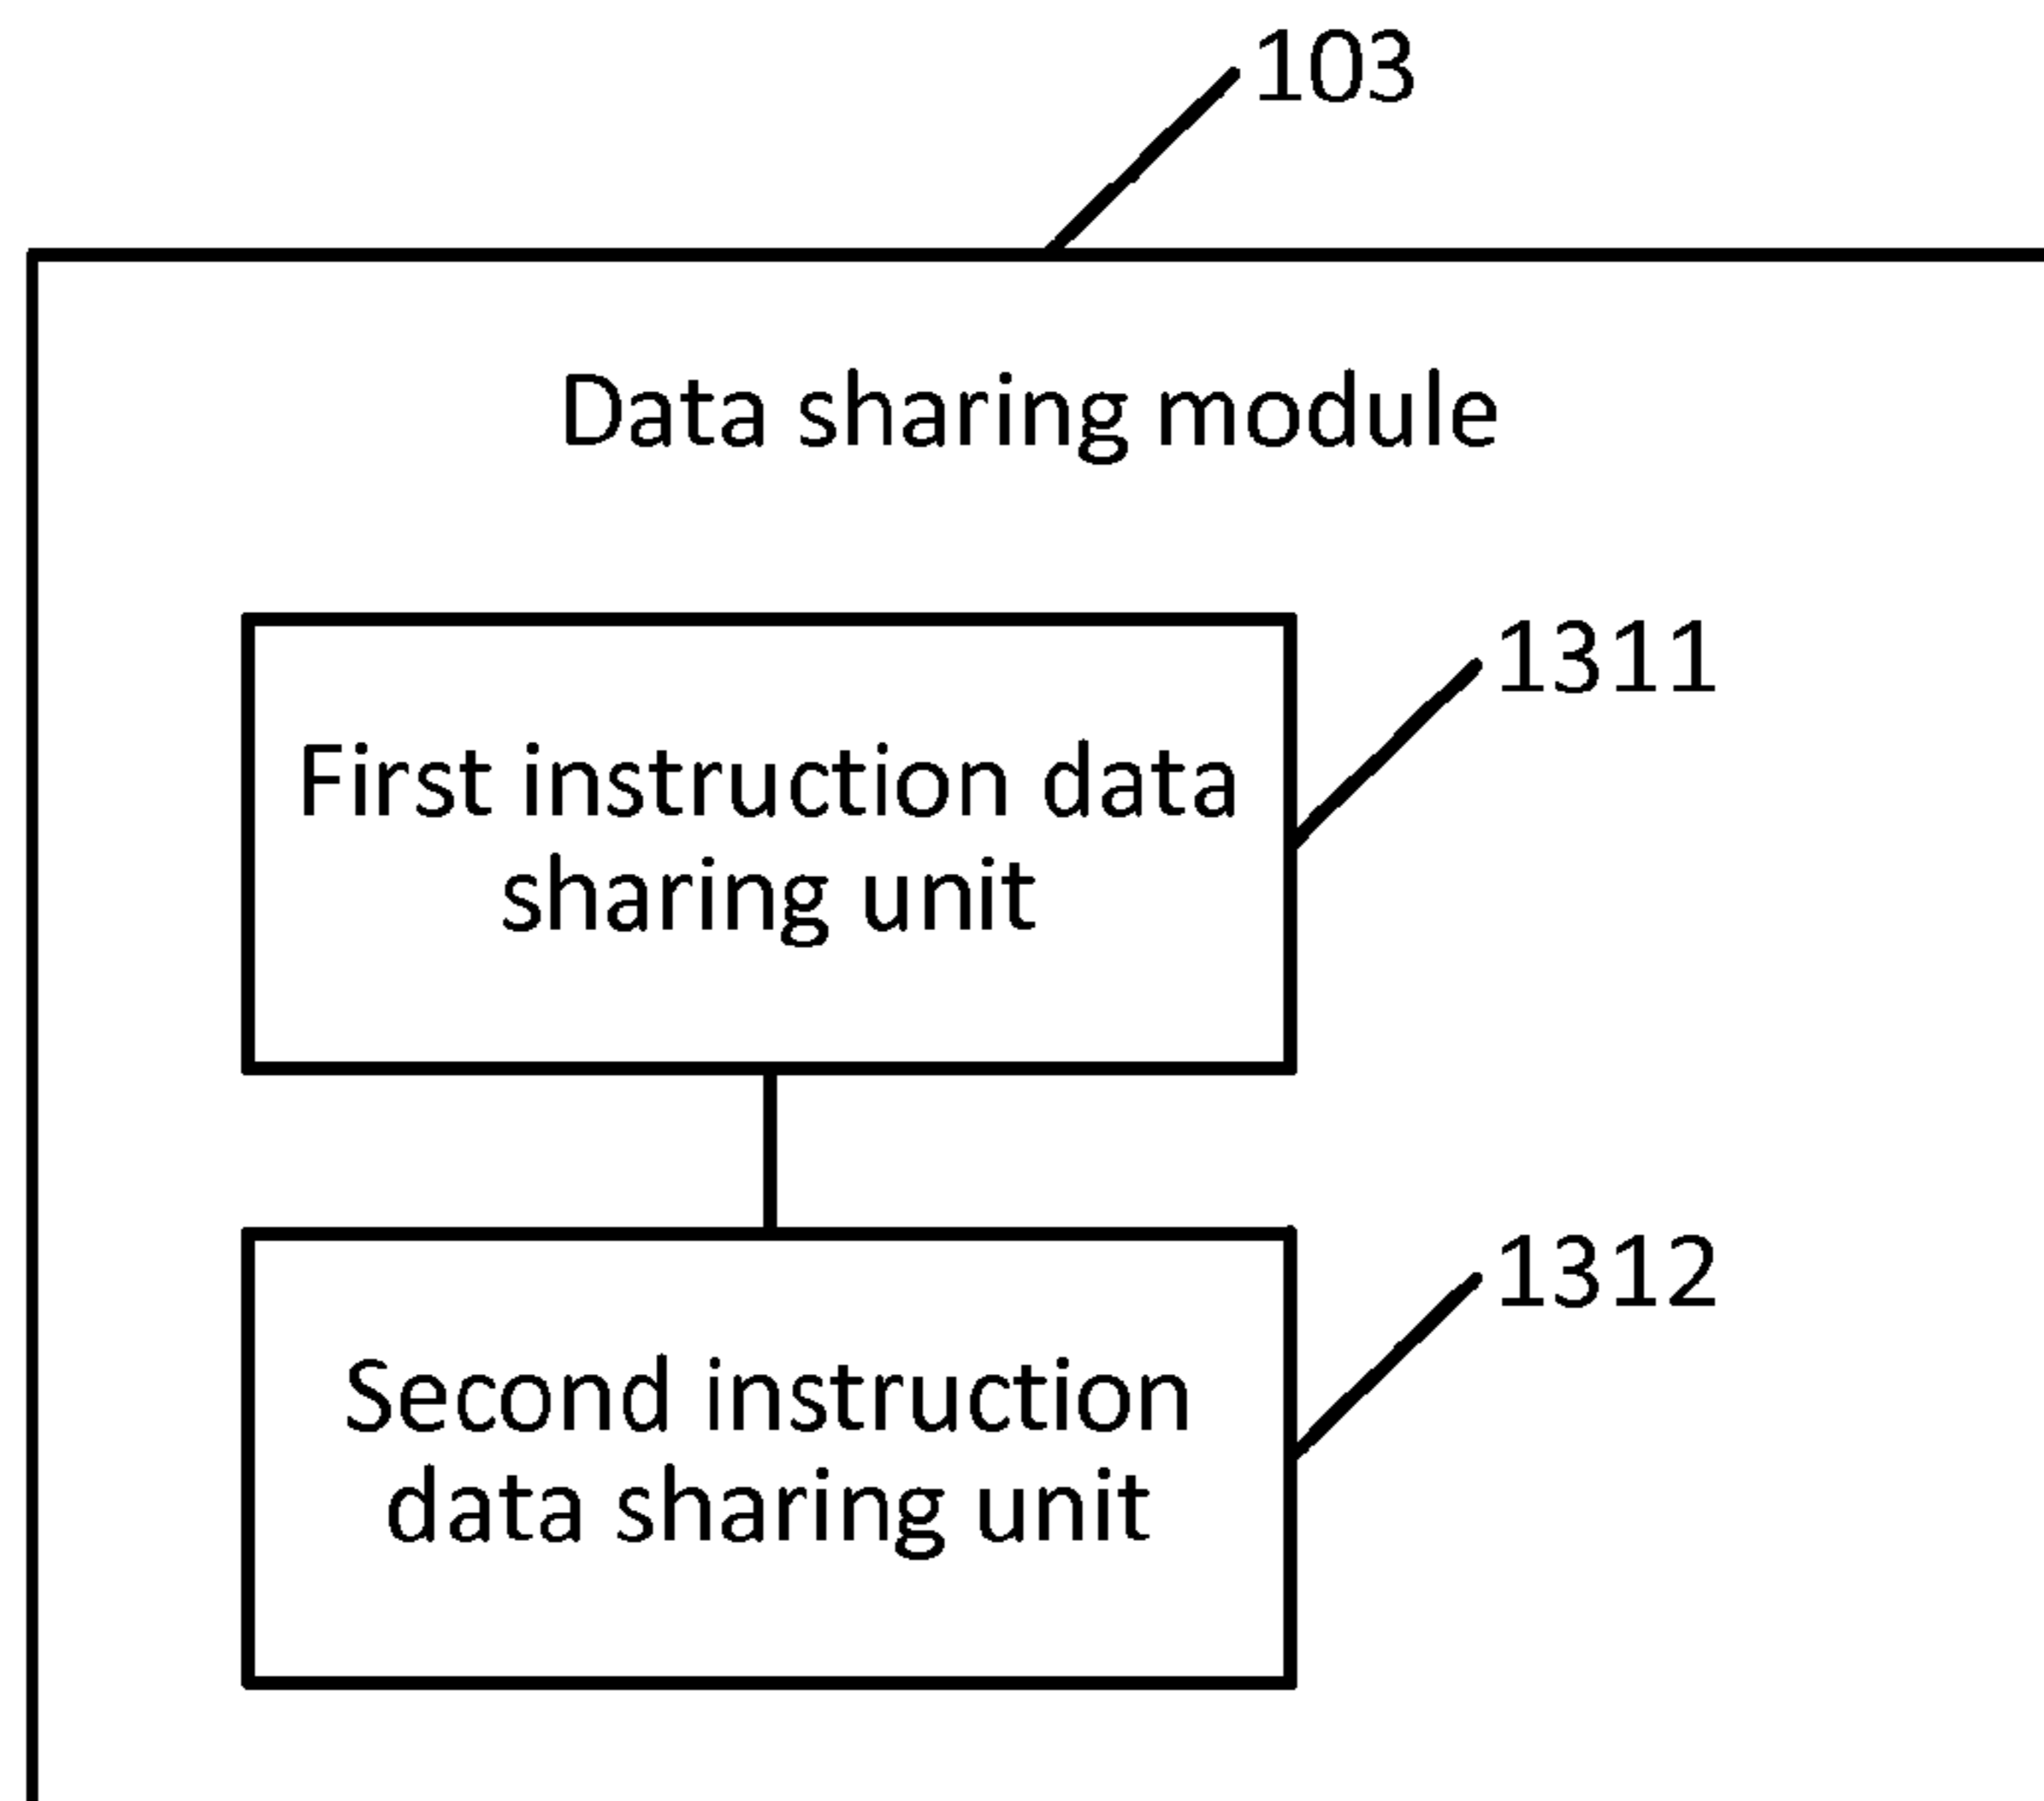 103
Data sharing module
1311
First instruction data
sharing unit
1312
Second instruction
data sharing unit